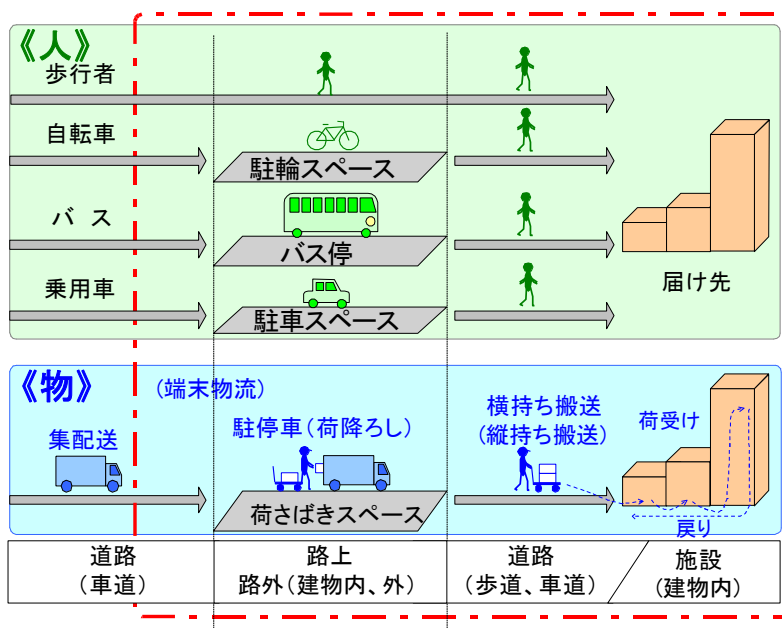 《人》
歩行者
自転車
駐輪スペース
バ ス
バス停
乗用車
駐車スペース
届け先
《物》
(端末物流)
集配送
駐停車(荷降ろし)
荷さばきスペース
横持ち搬送
(縦持ち搬送)
荷受け
戻り
道路
(車道)
路上
路外(建物内、外)
道路
(歩道、車道)
施設
(建物内)